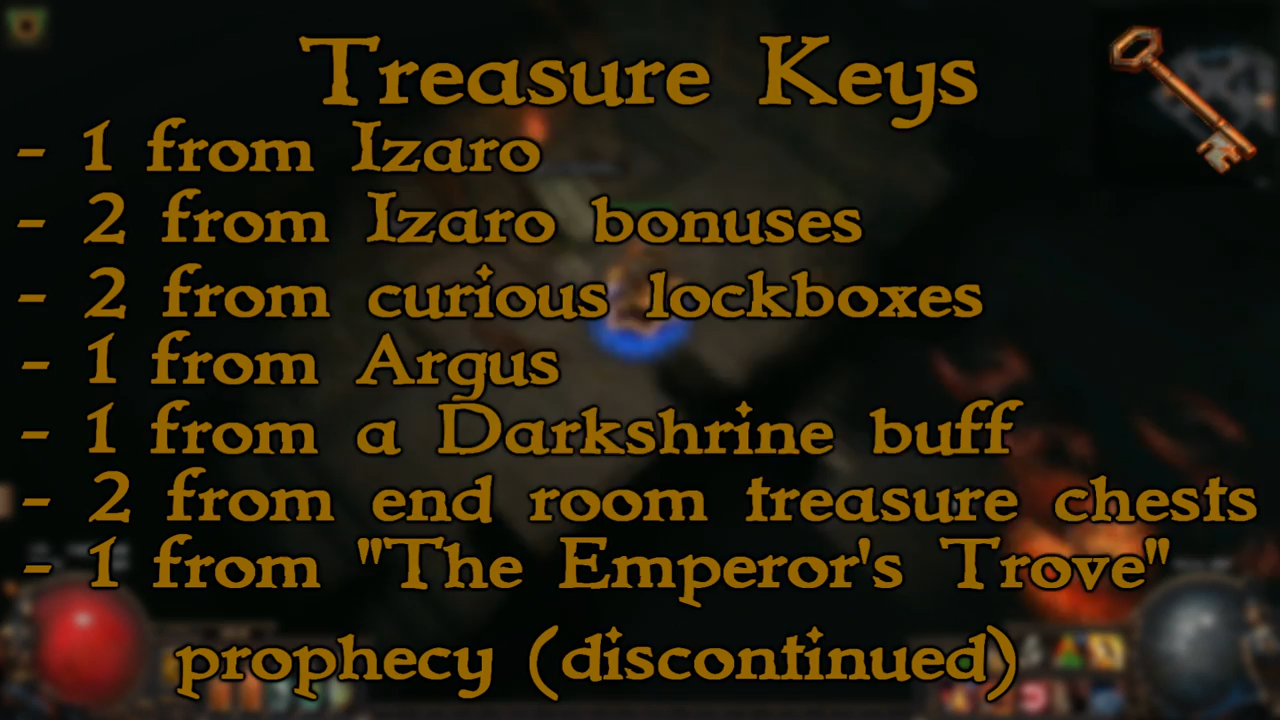 Treasure Keys
- 1 from Izaro
- 2 from Izaro bonuses
- 2 from curious lockboxes
- 1 from Argus
- 1 from a Darkshrine buff
- 2 from end room treasure chests
- 1 from "The Emperor's Trove"
prophecy (discontinued)